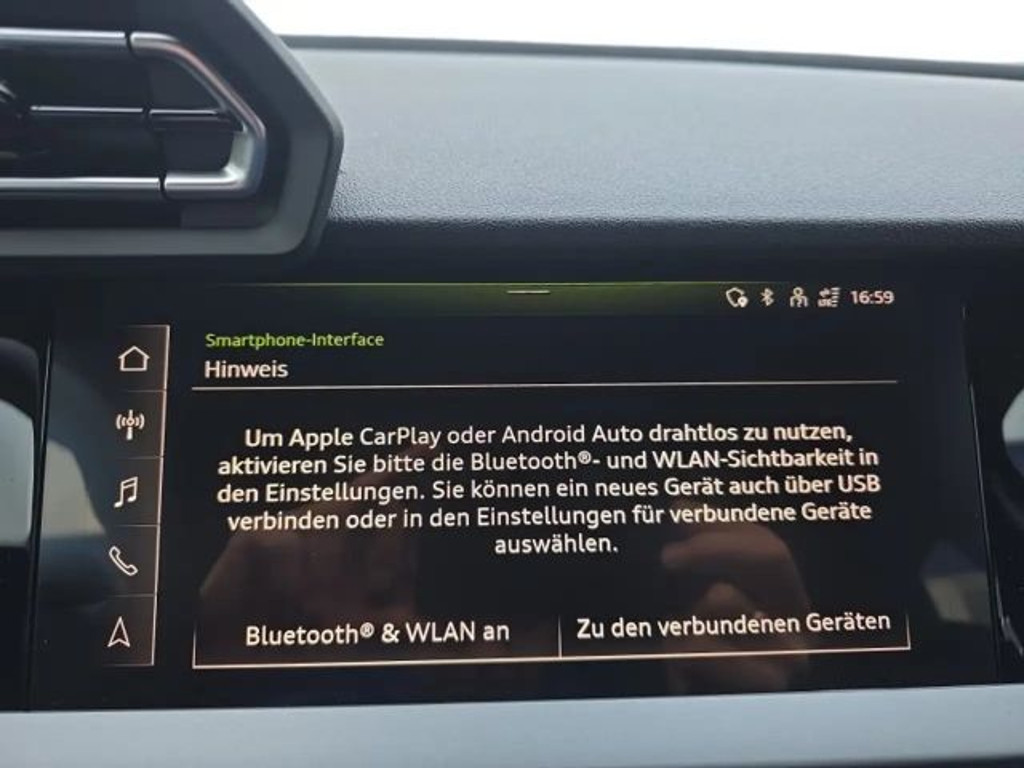 16:59
Smartphone-Interface
Hinweis
Um Apple CarPlay oder Android Auto drahtlos zu nutzen,
aktivieren Sie bitte die Bluetooth®- und WLAN-Sichtbarkeit in
den Einstellungen. Sie können ein neues Gerät auch über USB
verbinden oder in den Einstellungen für verbundene Geräte
auswählen.
Bluetooth® & WLAN an
Zu den verbundenen Geräten